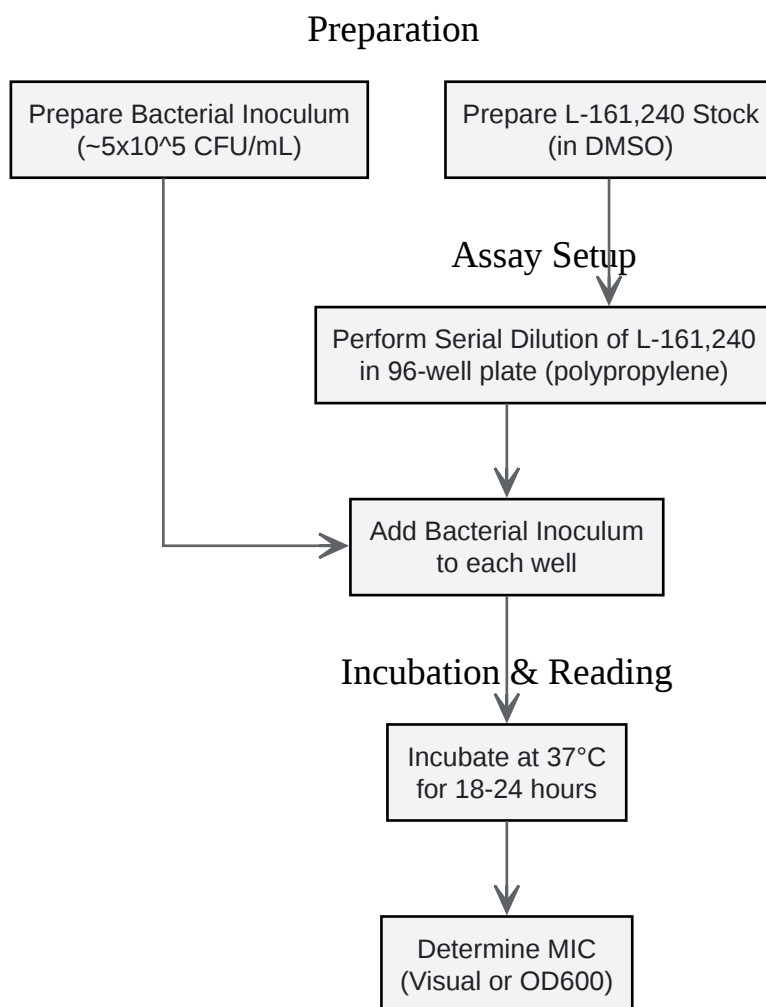 Preparation
Prepare Bacterial Inoculum
(~5x10^5 CFU/mL)
Prepare L-161,240 Stock
(in DMSO)
Assay Setup
Perform Serial Dilution of L-161,240
in 96-well plate (polypropylene)
Add Bacterial Inoculum
to each well
Incubation & Reading
Incubate at 37°C
for 18-24 hours
Determine MIC
(Visual or OD600)